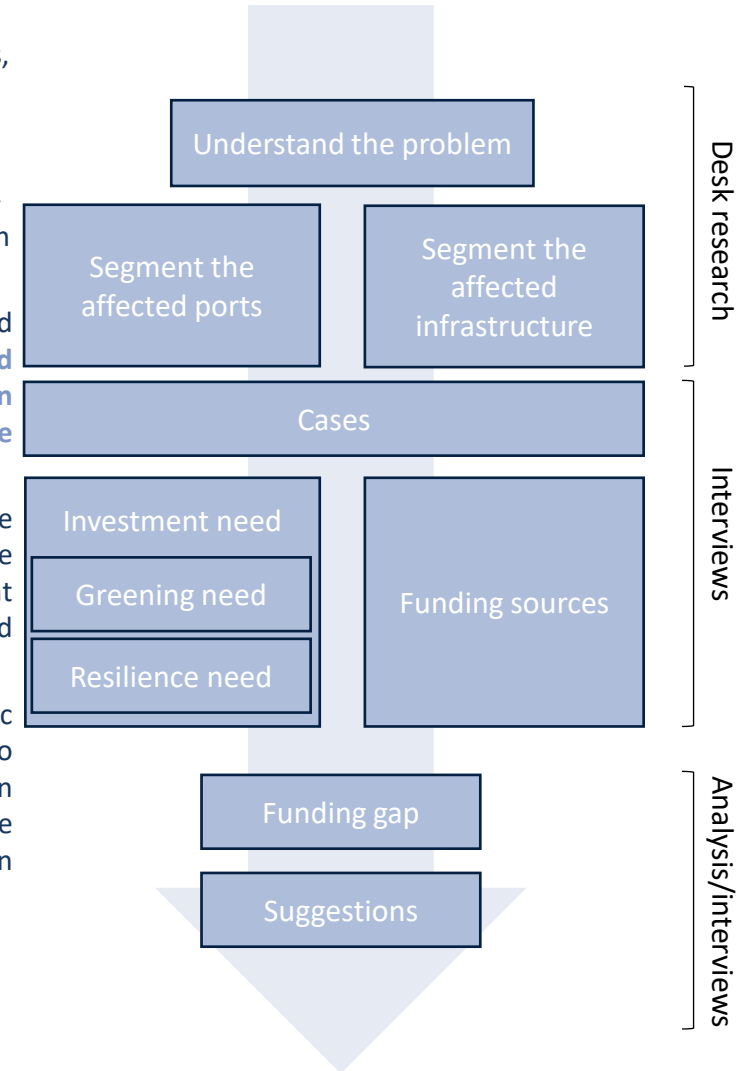 s,
n
d
d
n
e
e
e
nt
d
c
o
n
e
n
Understand the problem
Segment the
affected ports
Segment the
affected
infrastructure
Cases
Investment need
Greening need
Resilience need
Funding sources
Funding gap
Suggestions
Desk research
Interviews
Analysis/interviews